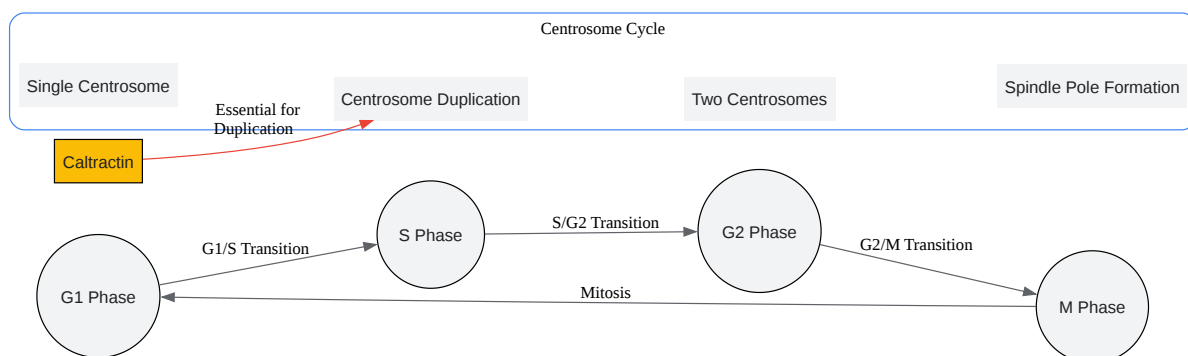 Centrosome Cycle
Single Centrosome
Centrosome Duplication
Two Centrosomes
Spindle Pole Formation
Essential for
Duplication
Caltractin
G1 Phase
G1/S Transition
S Phase
S/G2 Transition
G2 Phase
G2/M Transition
M Phase
Mitosis